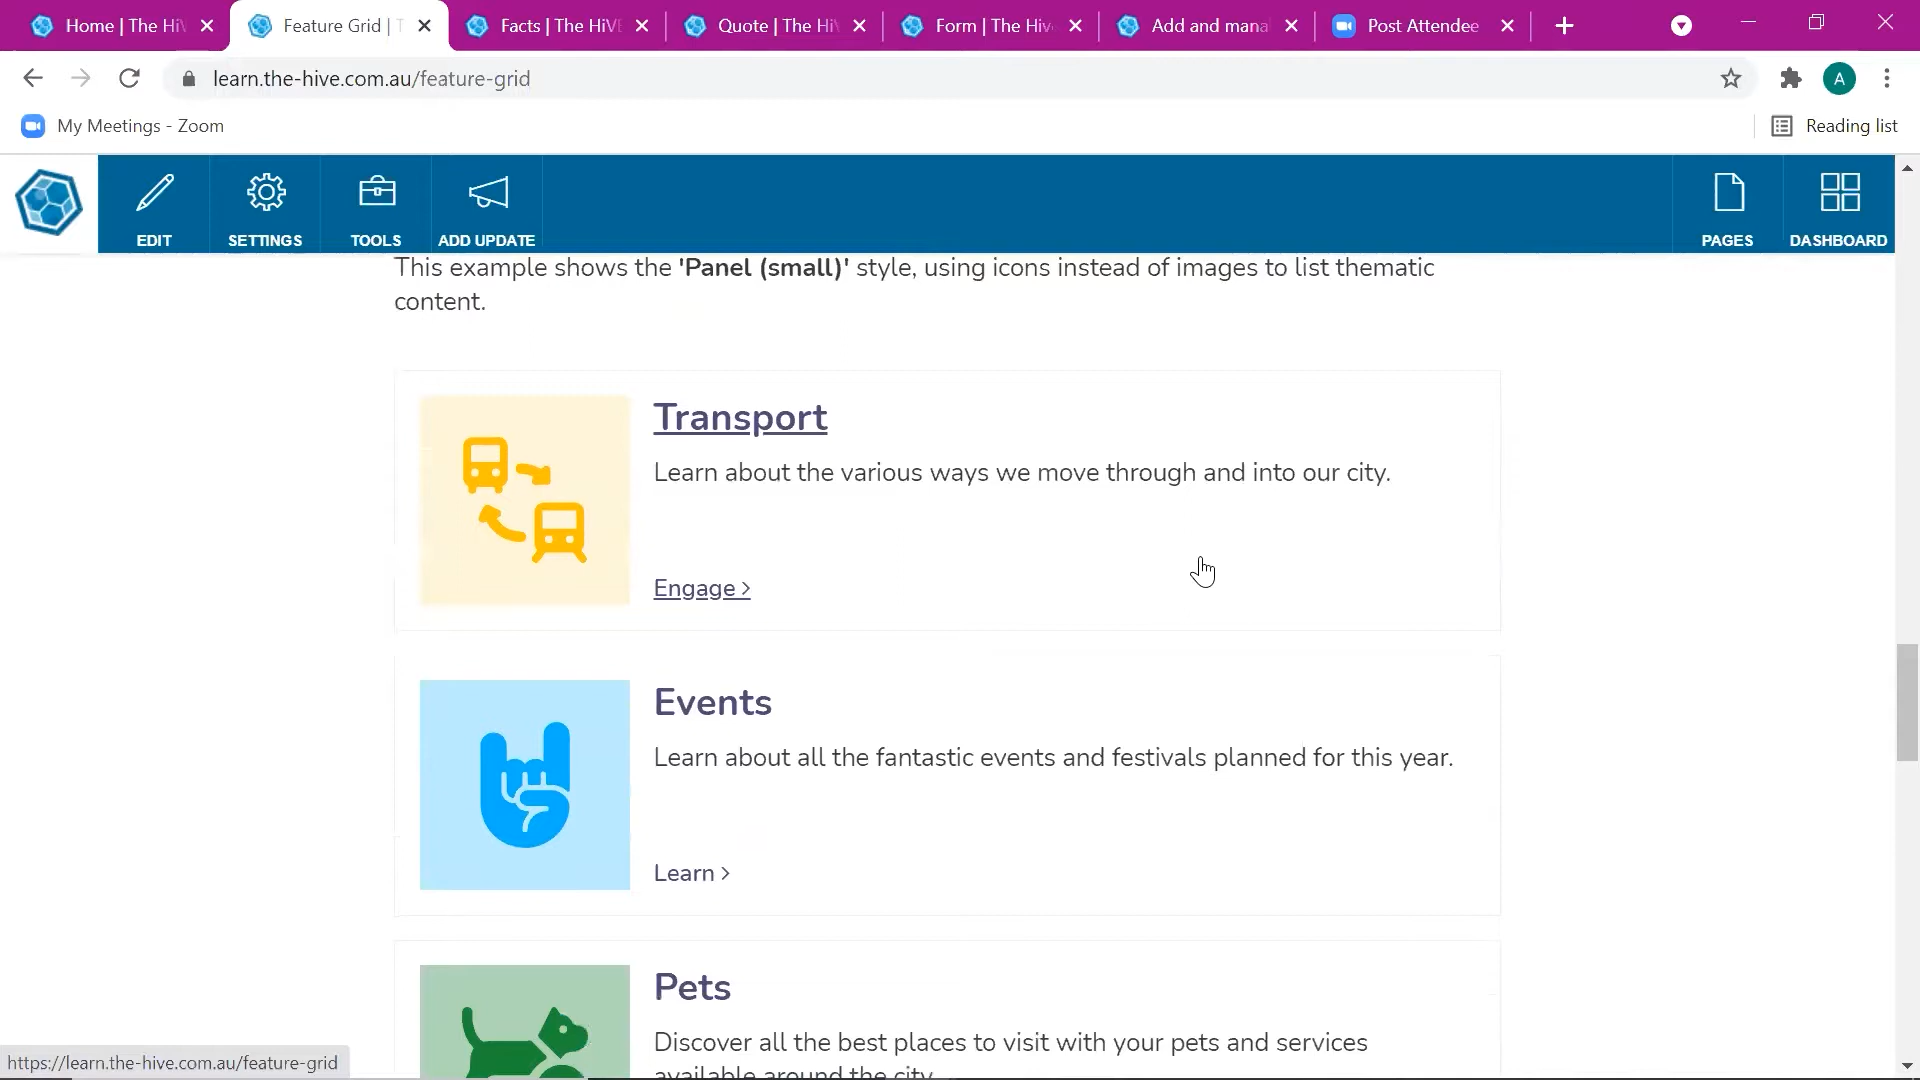 Home | The Hi
Feature Grid | T
Facts | The HiVE
Quote | The Hi
Form | The Hiv
Add and mana
Post Attendee
learn.the-hive.com.au/feature-grid
A
My Meetings - Zoom
Reading list
EDIT
SETTINGS
TOOLS
ADD UPDATE
PAGES
DASHBOARD
This example shows the 'Panel (small)' style, using icons instead of images to list thematic
content.
Transport
Learn about the various ways we move through and into our city.
Engage >
Events
Learn about all the fantastic events and festivals planned for this year.
Learn >
Pets
Discover all the best places to visit with your pets and services
available around the city.
https://learn.the-hive.com.au/feature-grid